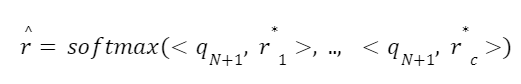 r̂ = softmax(< q_{N+1}, r*_1 >, .., < q_{N+1}, r*_c >)